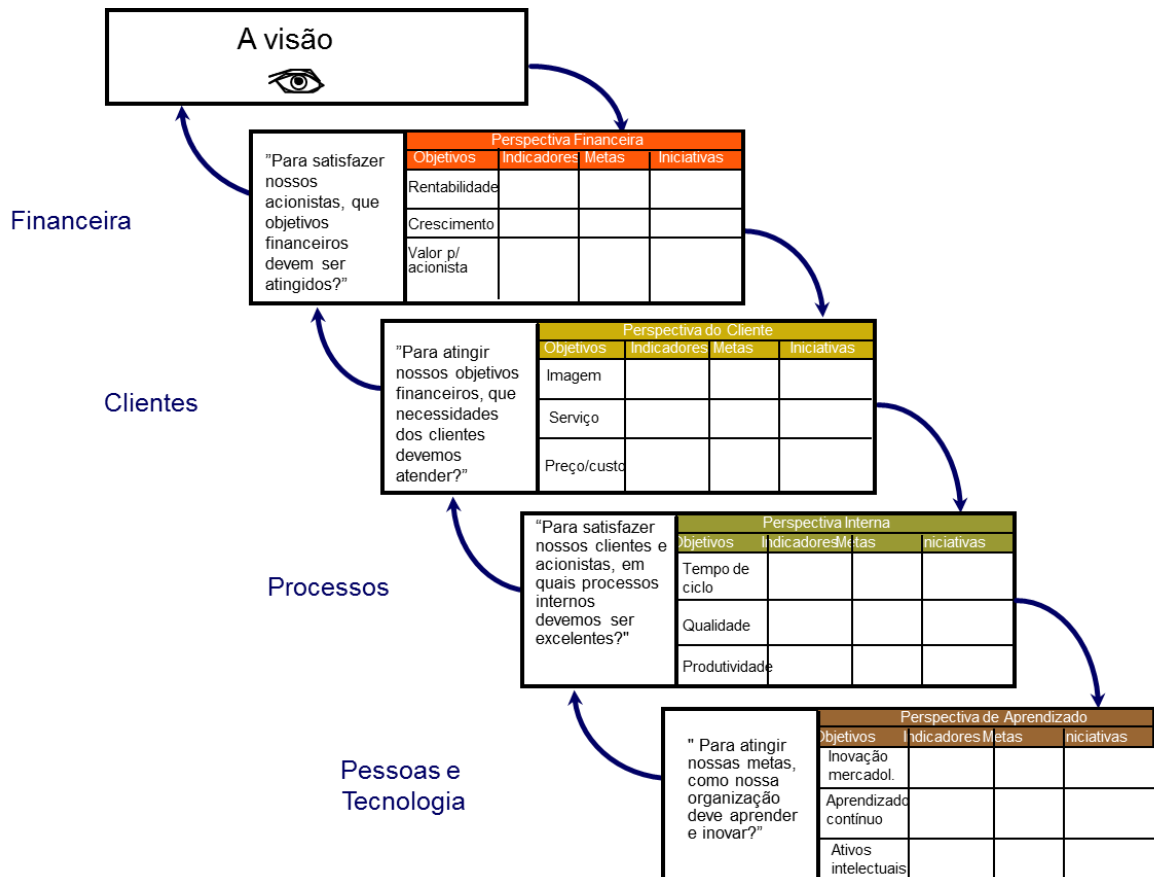 A visão
Financeira
”Para satisfazer
nossos
acionistas, que
objetivos
financeiros
devem ser
atingidos?”
Perspectiva Financeira
Objetivos Indicadores Metas Iniciativas
Rentabilidade
Crescimento
Valor p/
acionista
Clientes
”Para atingir
nossos objetivos
financeiros, que
necessidades
dos clientes
devemos
atender?”
Perspectiva do Cliente
Objetivos Indicadores Metas Iniciativas
Imagem
Serviço
Preço/custo
Processos
“Para satisfazer
nossos clientes e
acionistas, em
quais processos
internos
devemos ser
excelentes?"
Perspectiva Interna
Objetivos Indicadores Metas Iniciativas
Tempo de
ciclo
Qualidade
Produtividade
Pessoas e
Tecnologia
" Para atingir
nossas metas,
como nossa
organização
deve aprender
e inovar?”
Perspectiva de Aprendizado
Objetivos Indicadores Metas Iniciativas
Inovação
mercadol.
Aprendizado
contínuo
Ativos
intelectuais